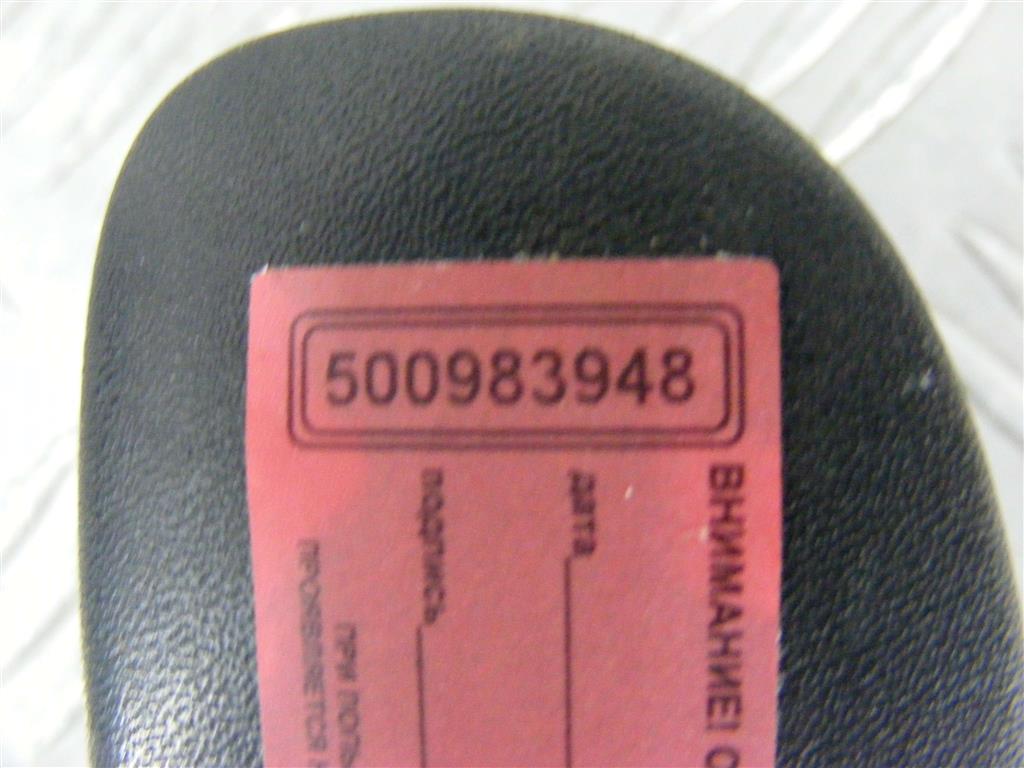 500983948
ВНИМАНИЕ! О
дата
подпись
ПРИ
ПРОЯВЛЯЕТСЯ